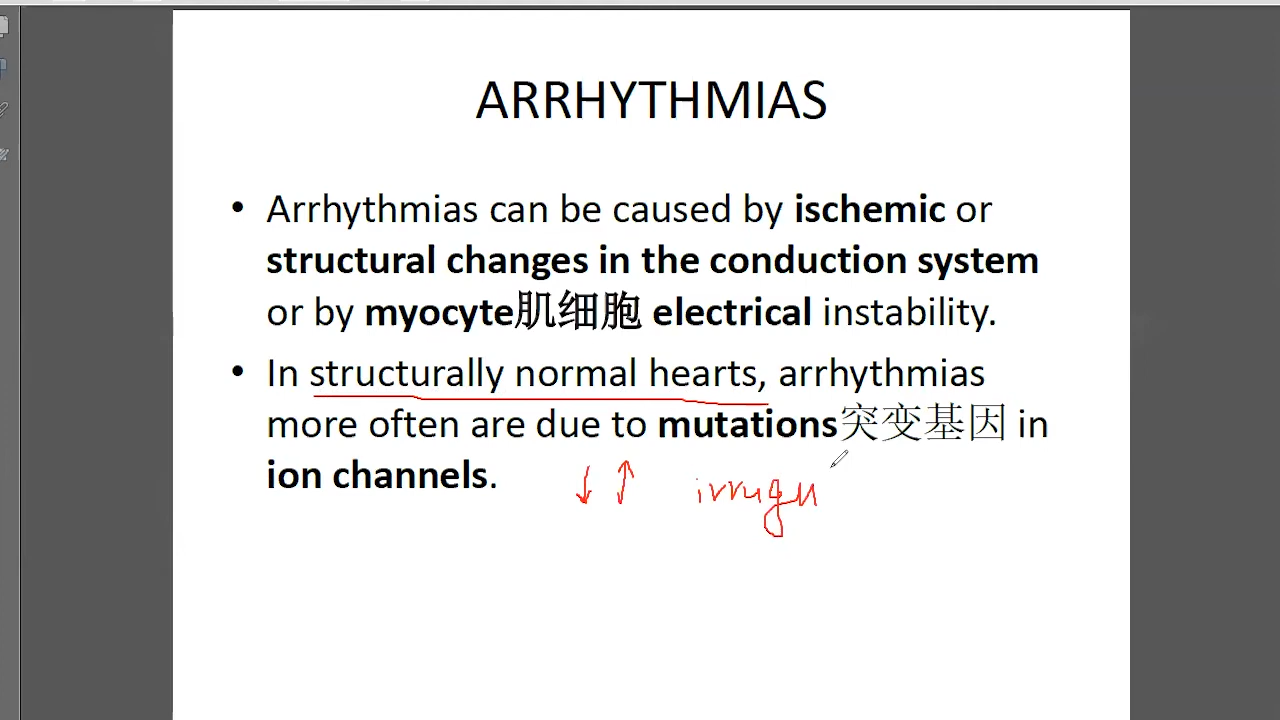 ARRHYTHMIAS
• Arrhythmias can be caused by ischemic or
structural changes in the conduction system
or by myocyte肌细胞 electrical instability.
• In structurally normal hearts, arrhythmias
more often are due to mutations突变基因 in
ion channels.
↓ ↑ irregu